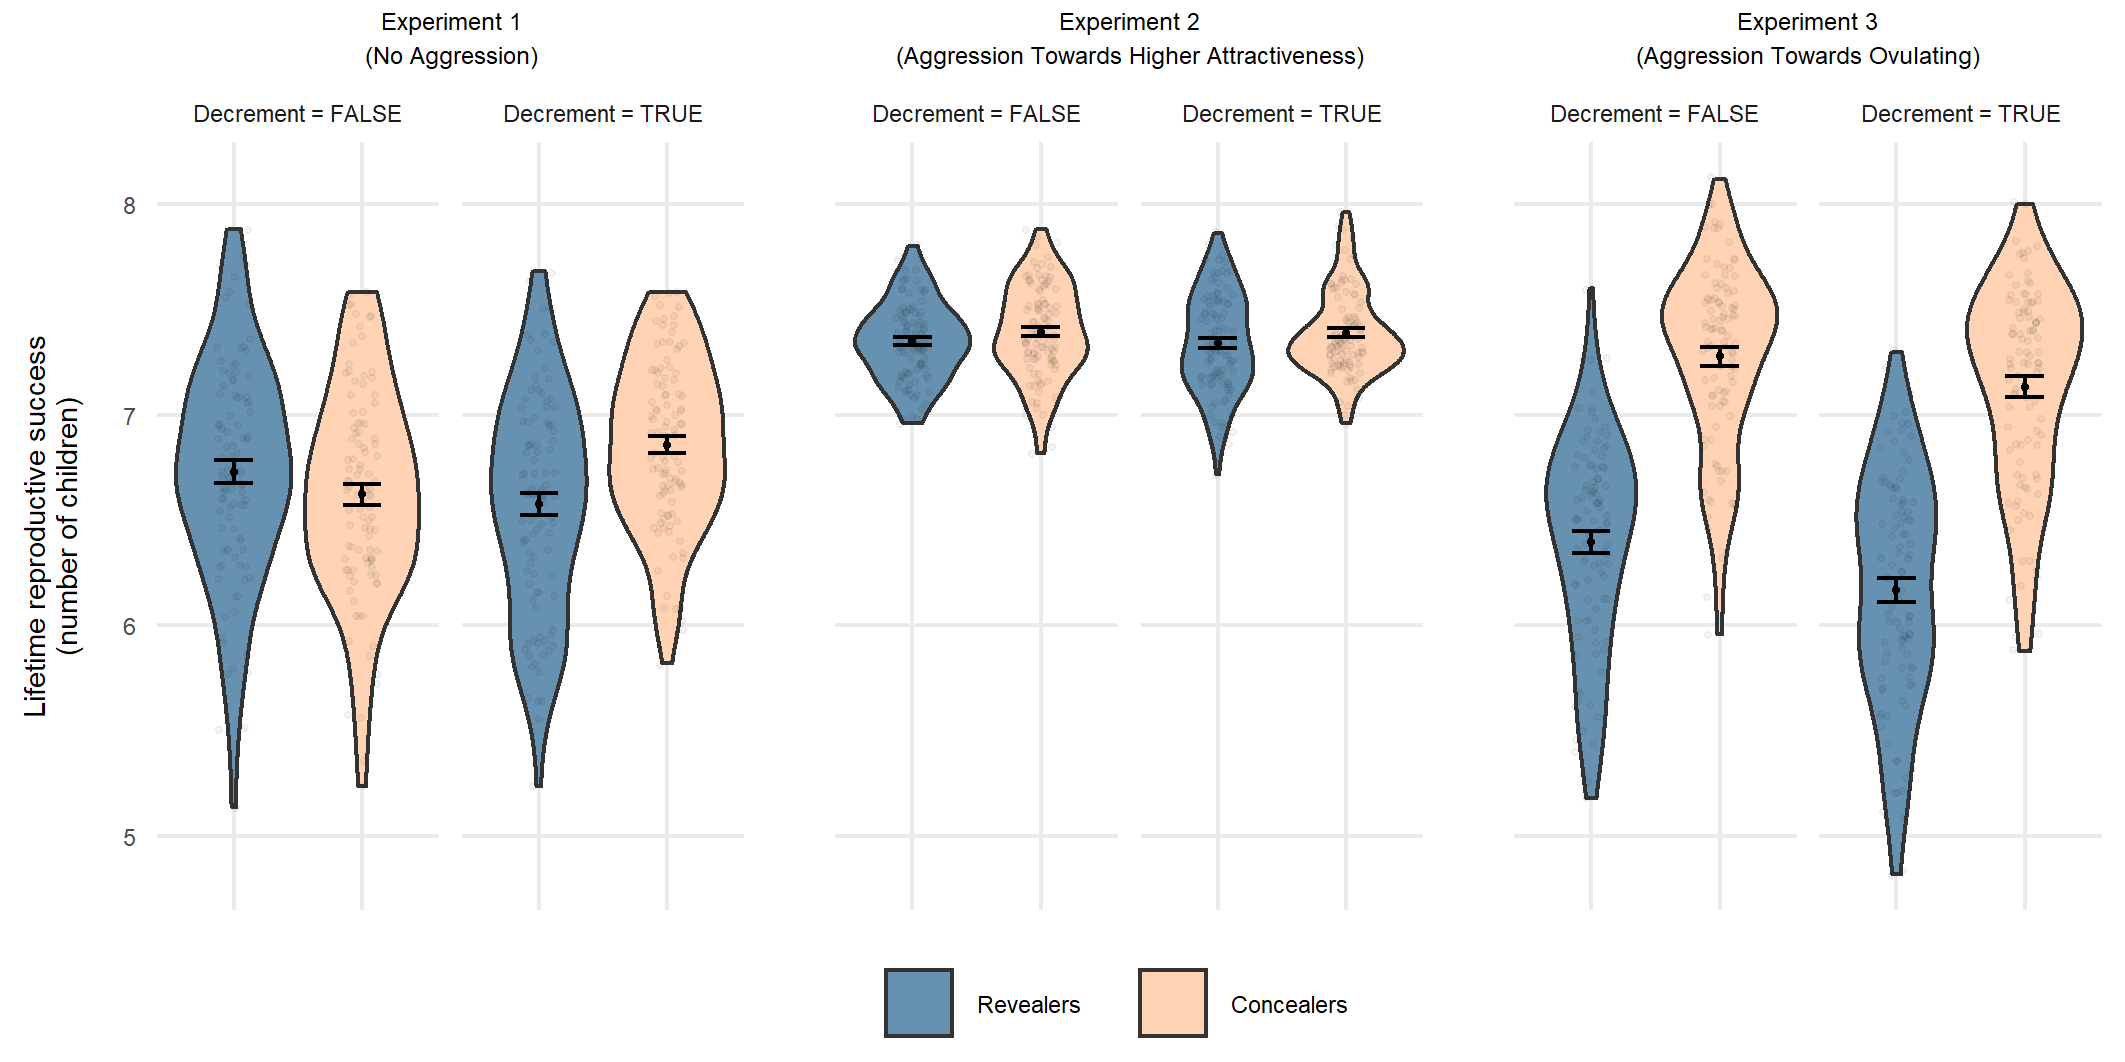 Experiment 1
(No Aggression)
Experiment 2
(Aggression Towards Higher Attractiveness)
Experiment 3
(Aggression Towards Ovulating)
Decrement = FALSE
Decrement = TRUE
Decrement = FALSE
Decrement = TRUE
Decrement = FALSE
Decrement = TRUE
8
7
6
5
Lifetime reproductive success
(number of children)
Revealers
Concealers